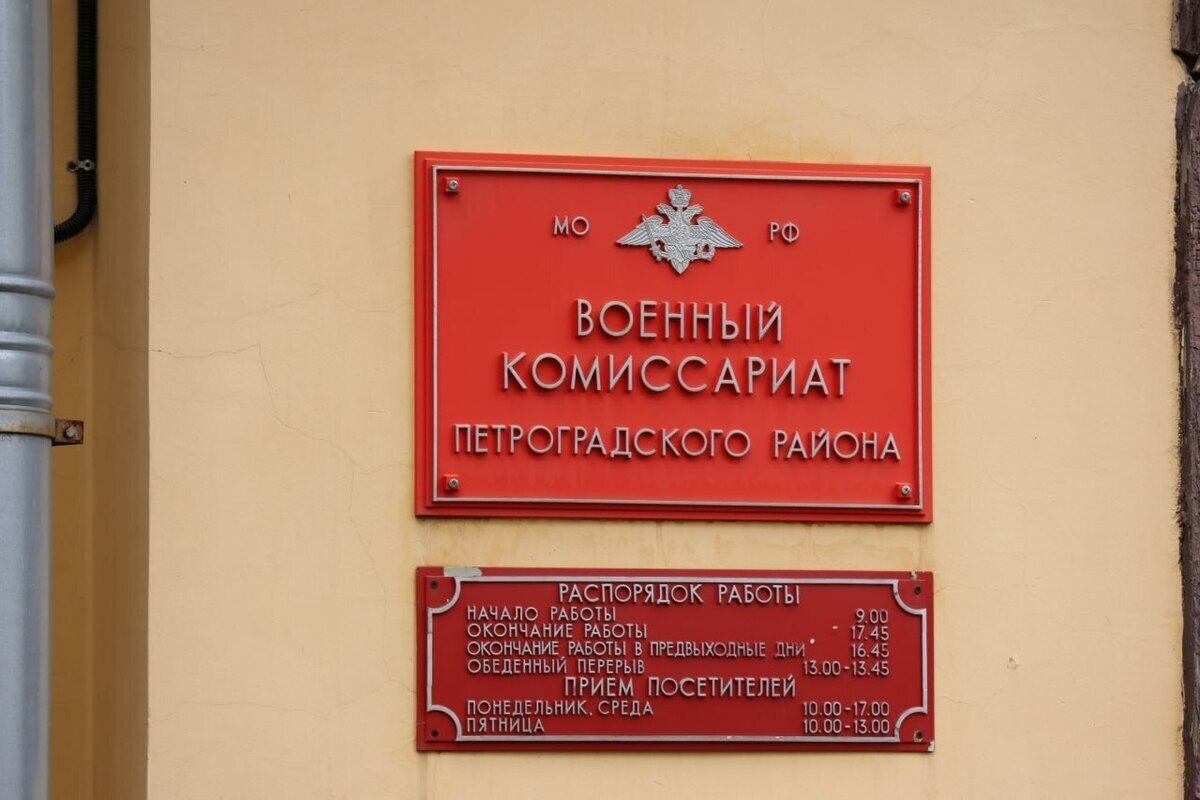 МО РФ
ВОЕННЫЙ
КОМИССАРИАТ
ПЕТРОГРАДСКОГО РАЙОНА
РАСПОРЯДОК РАБОТЫ
НАЧАЛО РАБОТЫ 9.00
ОКОНЧАНИЕ РАБОТЫ 17.45
ОКОНЧАНИЕ РАБОТЫ В ПРЕДВЫХОДНЫЕ ДНИ 16.45
ОБЕДЕННЫЙ ПЕРЕРЫВ 13.00-13.45
ПРИЕМ ПОСЕТИТЕЛЕЙ
ПОНЕДЕЛЬНИК, СРЕДА 10.00-17.00
ПЯТНИЦА 10.00-13.00